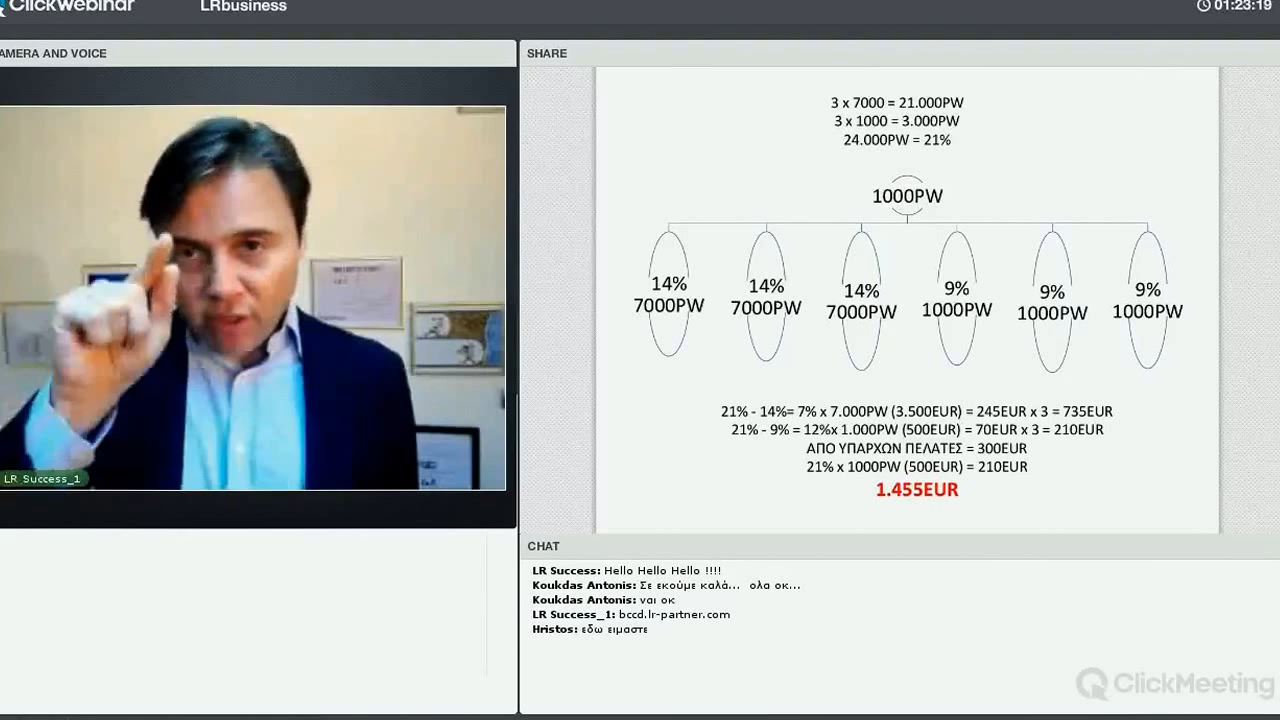 ClickWebinar
LRbusiness
01:23:19
AMERA AND VOICE
SHARE
3 x 7000 = 21.000PW
3 x 1000 = 3.000PW
24.000PW = 21%
1000PW
14%
7000PW
14%
7000PW
14%
7000PW
9%
1000PW
9%
1000PW
9%
1000PW
21% - 14%= 7% x 7.000PW (3.500EUR) = 245EUR x 3 = 735EUR
21% - 9% = 12%x 1.000PW (500EUR) = 70EUR x 3 = 210EUR
ΑΠΟ ΥΠΑΡΧΩΝ ΠΕΛΑΤΕΣ = 300EUR
21% x 1000PW (500EUR) = 210EUR
1.455EUR
LR Success_1
CHAT
LR Success: Hello Hello Hello !!!!
Koukdas Antonis: Σε εκούμε καλά... ολα οκ...
Koukdas Antonis: ναι οκ
LR Success_1: bccd.lr-partner.com
Hristos: εδω ειμαστε
ClickMeeting